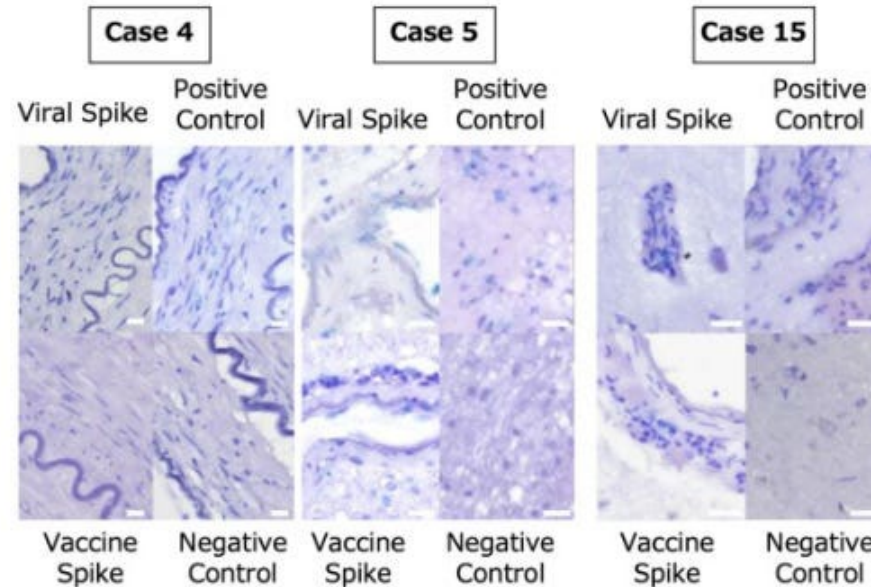 Case 4
Case 5
Case 15
Viral Spike
Positive
Control
Viral Spike
Positive
Control
Viral Spike
Positive
Control
Vaccine
Spike
Negative
Control
Vaccine
Spike
Negative
Control
Vaccine
Spike
Negative
Control